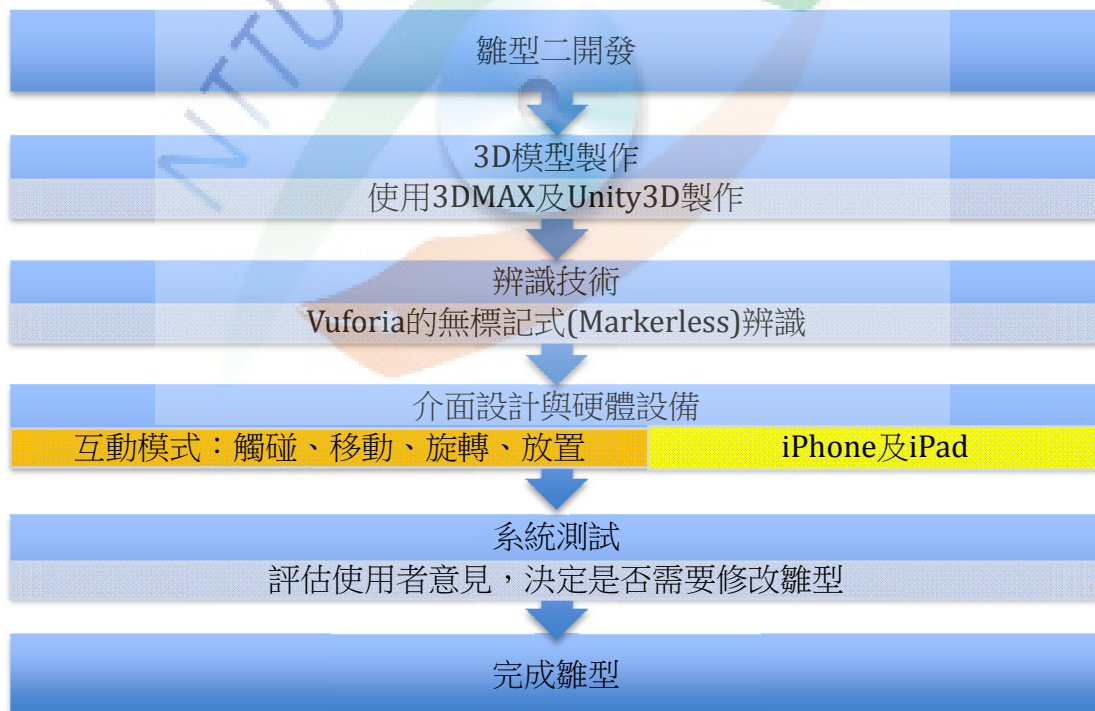 NTTU
雛型二開發
3D模型製作
使用3DMAX及Unity3D製作
辨識技術
Vuforia的無標記式(Markerless)辨識
介面設計與硬體設備
互動模式：觸碰、移動、旋轉、放置
iPhone及iPad
系統測試
評估使用者意見，決定是否需要修改雛型
完成雛型